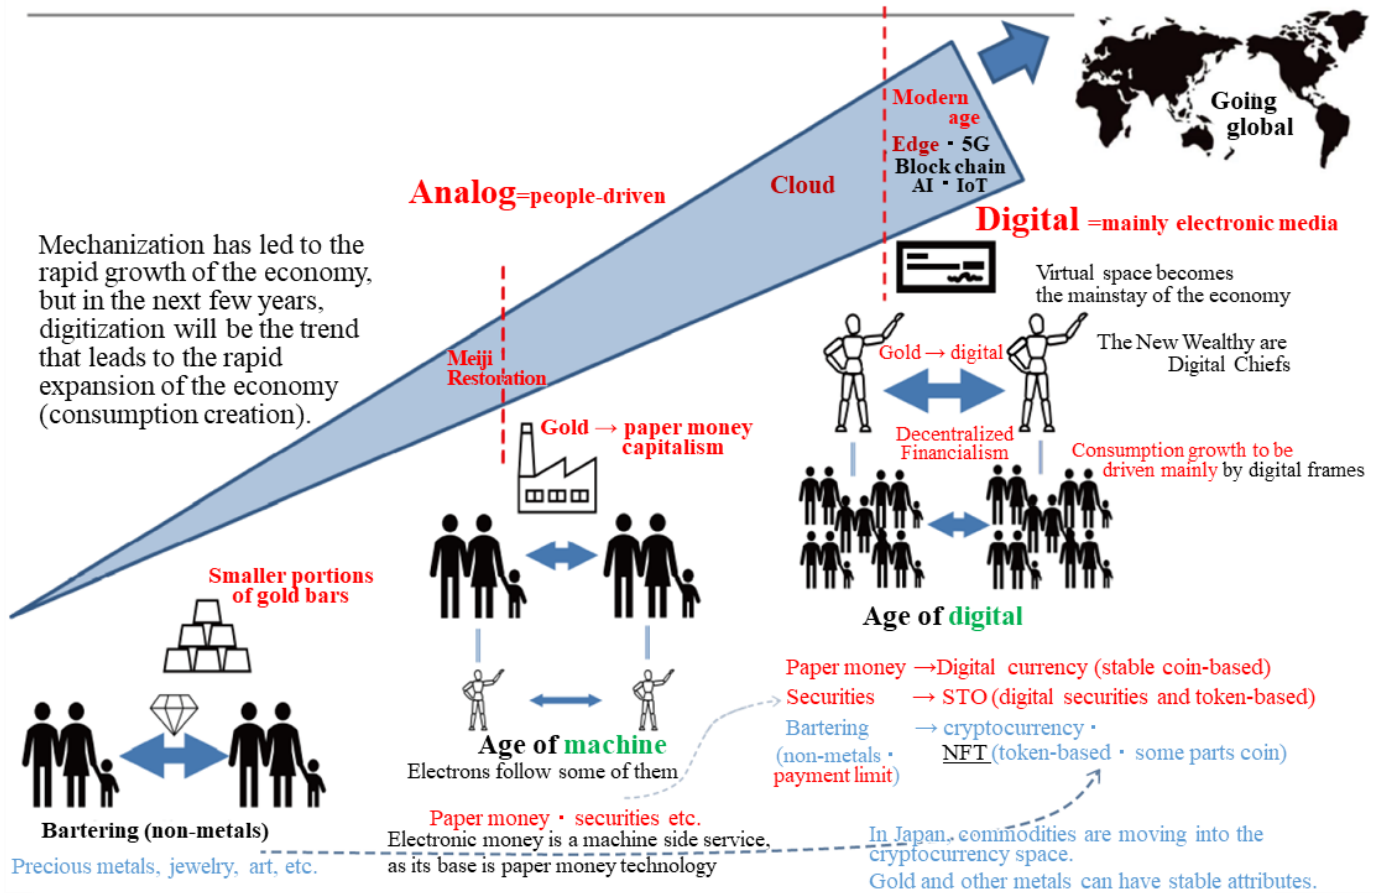 Going
global
Modern
age
Edge・5G
Block chain
AI・IoT
Cloud
Analog=people-driven
Digital =mainly electronic media
Mechanization has led to the
rapid growth of the economy,
but in the next few years,
digitization will be the trend
that leads to the rapid
expansion of the economy
(consumption creation).
Virtual space becomes
the mainstay of the economy
The New Wealthy are
Digital Chiefs
Gold → digital
Meiji
Restoration
Gold → paper money
capitalism
Decentralized
Financialism
Consumption growth to be
driven mainly by digital frames
Smaller portions
of gold bars
Age of digital
Paper money →Digital currency (stable coin-based)
Securities → STO (digital securities and token-based)
Bartering → cryptocurrency・
(non-metals・ NFT (token-based・some parts coin)
payment limit)
Age of machine
Electrons follow some of them
Paper money・securities etc.
Electronic money is a machine side service,
as its base is paper money technology
Bartering (non-metals)
Precious metals, jewelry, art, etc.
In Japan, commodities are moving into the
cryptocurrency space.
Gold and other metals can have stable attributes.